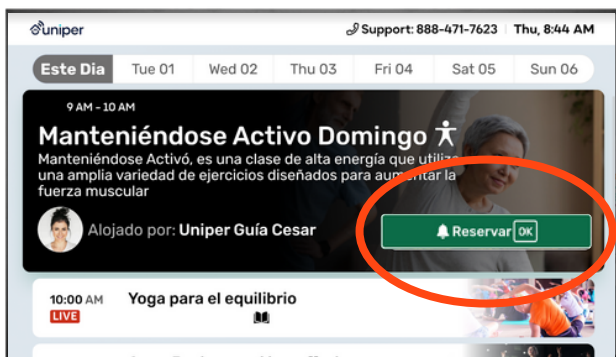 uniper
Support: 888-471-7623 Thu, 8:44 AM
Este Dia Tue 01 Wed 02 Thu 03 Fri 04 Sat 05 Sun 06
9 AM - 10 AM
Manteniéndose Activo Domingo
Manteniéndose Activó, es una clase de alta energía que utiliza
una amplia variedad de ejercicios diseñados para aumentar la
fuerza muscular
Alojado por: Uniper Guía Cesar
Reservar OK
10:00 AM Yoga para el equilibrio
LIVE